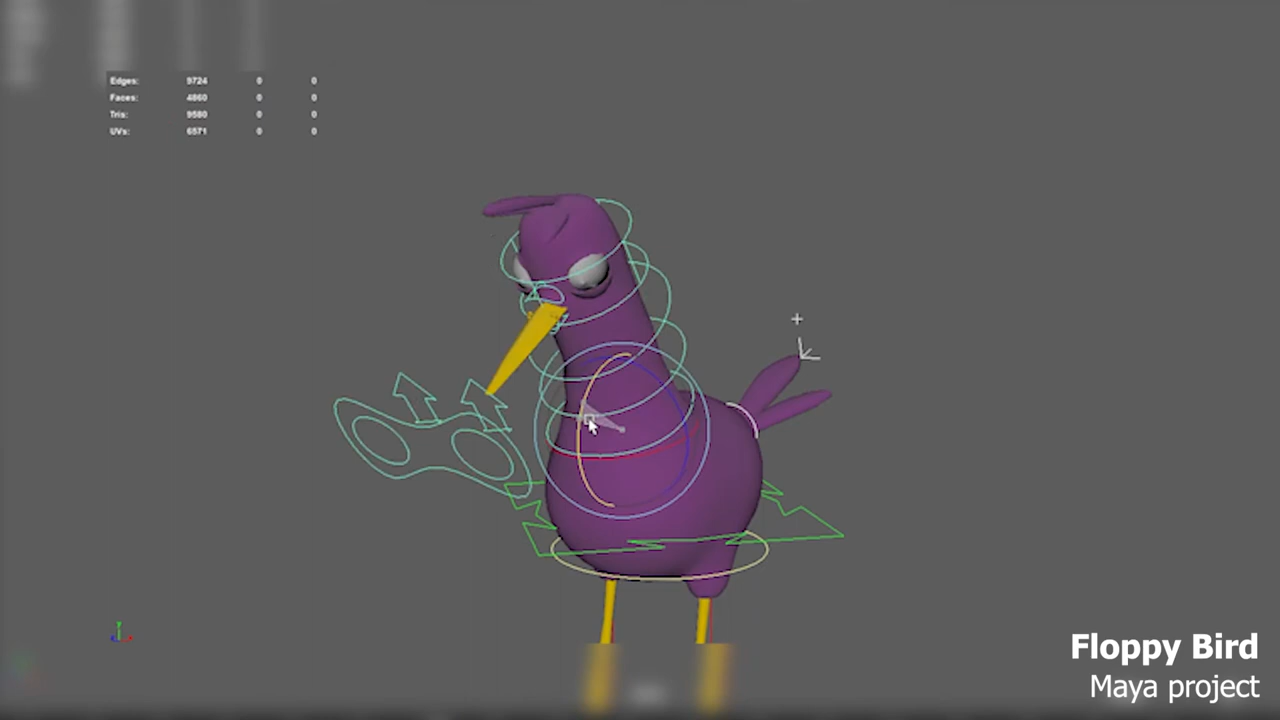 Edges: 9724 0 0
Faces: 4860 0 0
Tris: 9580 0 0
UVs: 6571 0 0
Floppy Bird
Maya project